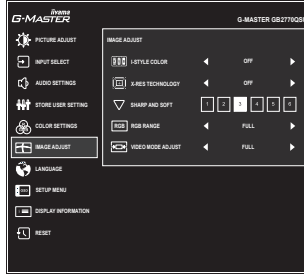 iiyama
G-MASTER
G-MASTER GB2770QSU
PICTURE ADJUST
INPUT SELECT
AUDIO SETTINGS
STORE USER SETTING
COLOR SETTINGS
IMAGE ADJUST
LANGUAGE
OSD SETUP MENU
DISPLAY INFORMATION
RESET
IMAGE ADJUST
I-STYLE COLOR OFF
X-RES TECHNOLOGY OFF
SHARP AND SOFT 1 2 3 4 5 6
RGB RGB RANGE FULL
VIDEO MODE ADJUST FULL